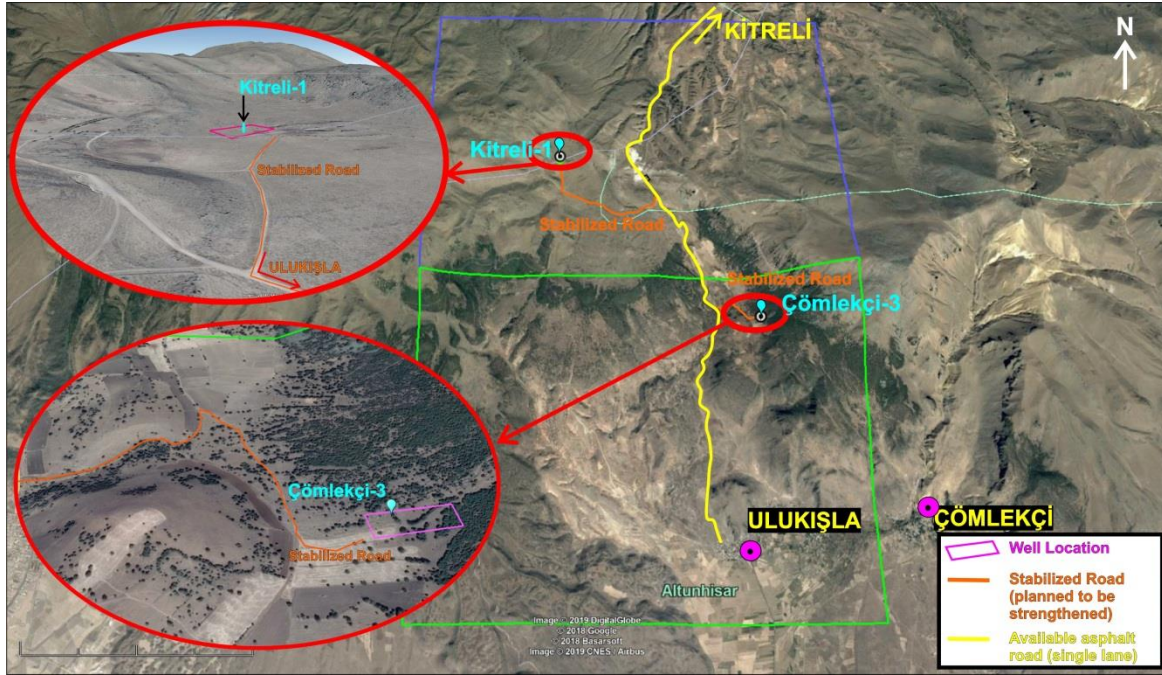 KİTRELİ
N
Kitreli-1
Stabilized Road
ULUKIŞLA
Kitreli-1
Stabilized Road
Stabilized Road
Çömlekçi-3
Çömlekçi-3
Stabilized Road
ULUKIŞLA
ÇÖMLEKÇİ
Altunhisar
Image © 2019 DigitalGlobe
© 2018 Google
© 2018 Basarsoft
Image © 2019 CNES - Airbus
Well Location
Stabilized Road
(planned to be
strengthened)
Available asphalt
road (single lane)